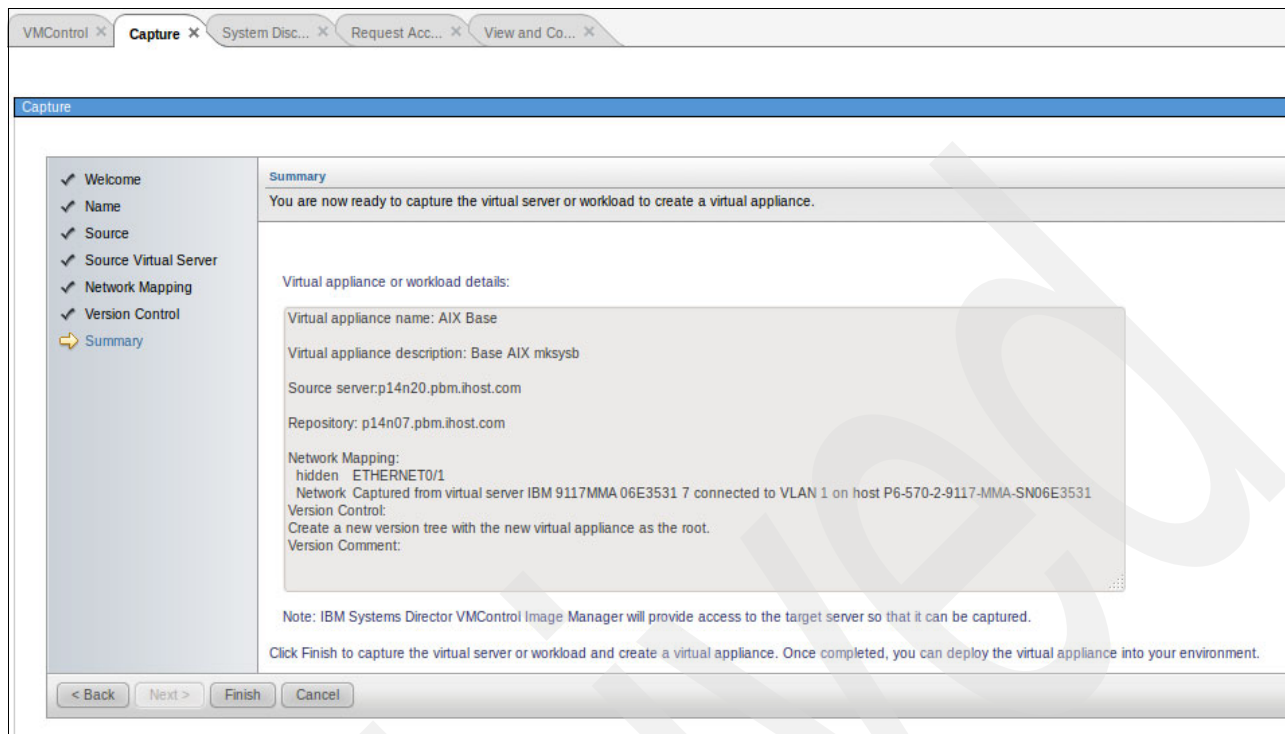 VMControl Capture System Disc... Request Acc... View and Co...
Capture
Welcome
Name
Source
Source Virtual Server
Network Mapping
Version Control
Summary
Summary
You are now ready to capture the virtual server or workload to create a virtual appliance.
Virtual appliance or workload details:
Virtual appliance name: AIX Base
Virtual appliance description: Base AIX mksysb
Source server:p14n20.pbm.ihost.com
Repository: p14n07.pbm.ihost.com
Network Mapping:
hidden ETHERNET0/1
Network Captured from virtual server IBM 9117MMA 06E3531 7 connected to VLAN 1 on host P6-570-2-9117-MMA-SN06E3531
Version Control:
Create a new version tree with the new virtual appliance as the root.
Version Comment:
Note: IBM Systems Director VMControl Image Manager will provide access to the target server so that it can be captured.
Click Finish to capture the virtual server or workload and create a virtual appliance. Once completed, you can deploy the virtual appliance into your environment.
< Back Next > Finish Cancel